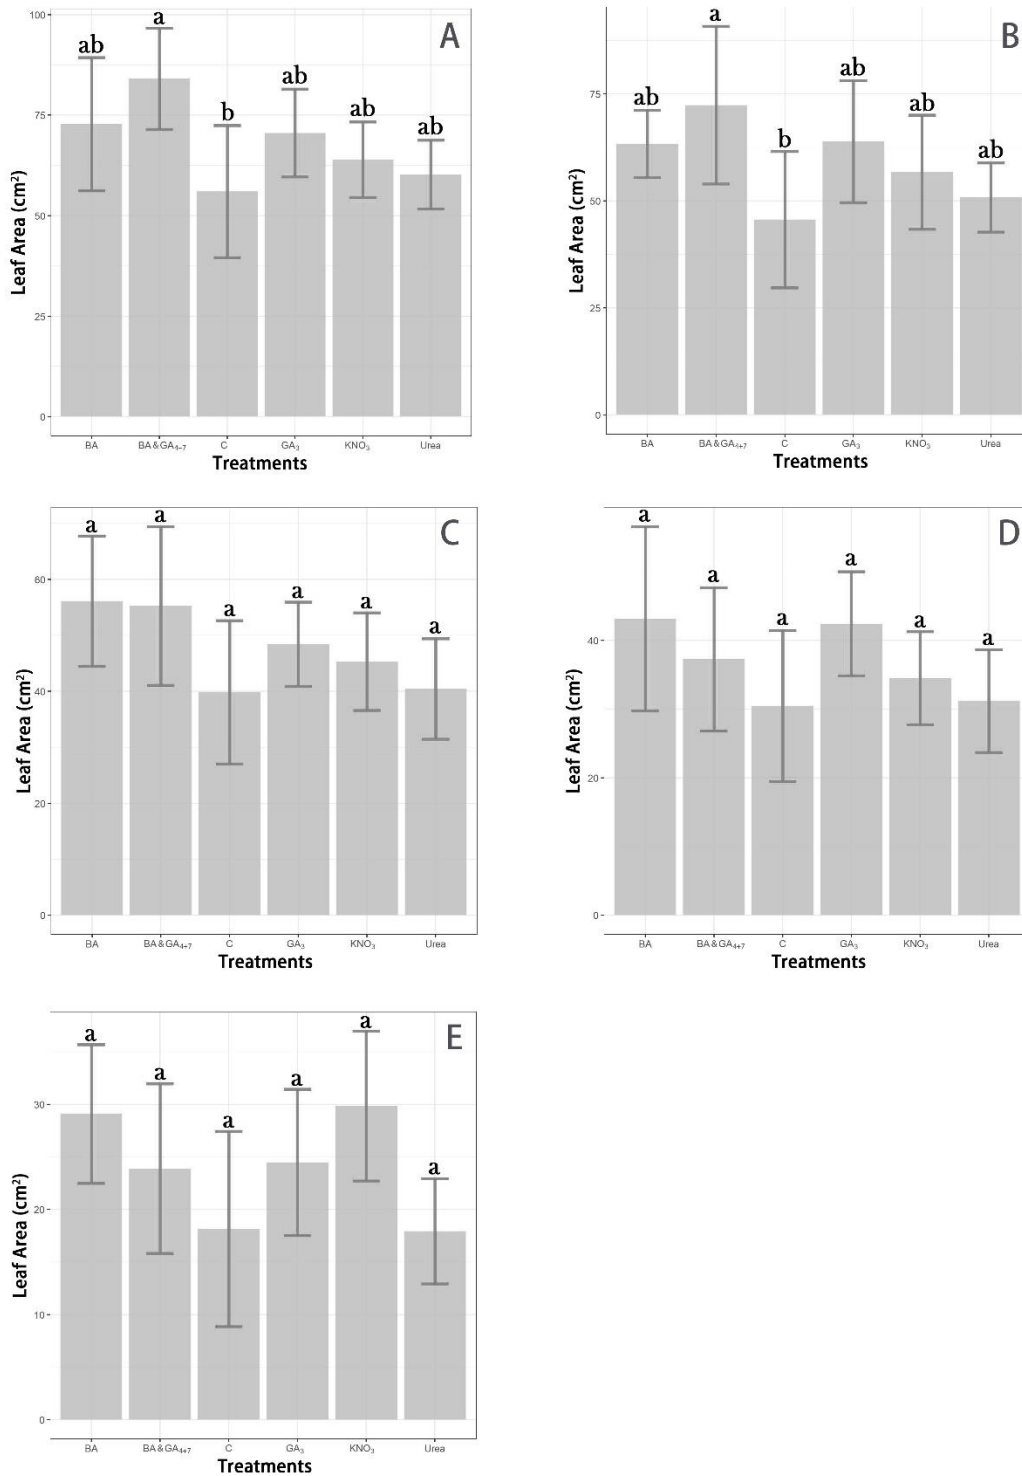 A
Leaf Area (cm²)
100
75
50
25
0
ab
a
b
ab
ab
ab
BA
BA&GA₄₋₇
C
GA₃
KNO₃
Urea
Treatments
B
Leaf Area (cm²)
75
50
25
0
ab
a
b
ab
ab
ab
BA
BA&GA₄₊₇
C
GA₃
KNO₃
Urea
Treatments
C
Leaf Area (cm²)
60
40
20
0
a
a
a
a
a
a
BA
BA&GA₄₊₇
C
GA₃
KNO₃
Urea
Treatments
D
Leaf Area (cm²)
40
20
0
a
a
a
a
a
a
BA
BA&GA₄₊₇
C
GA₃
KNO₃
Urea
Treatments
E
Leaf Area (cm²)
30
20
10
0
a
a
a
a
a
a
BA
BA&GA₄₊₇
C
GA₃
KNO₃
Urea
Treatments